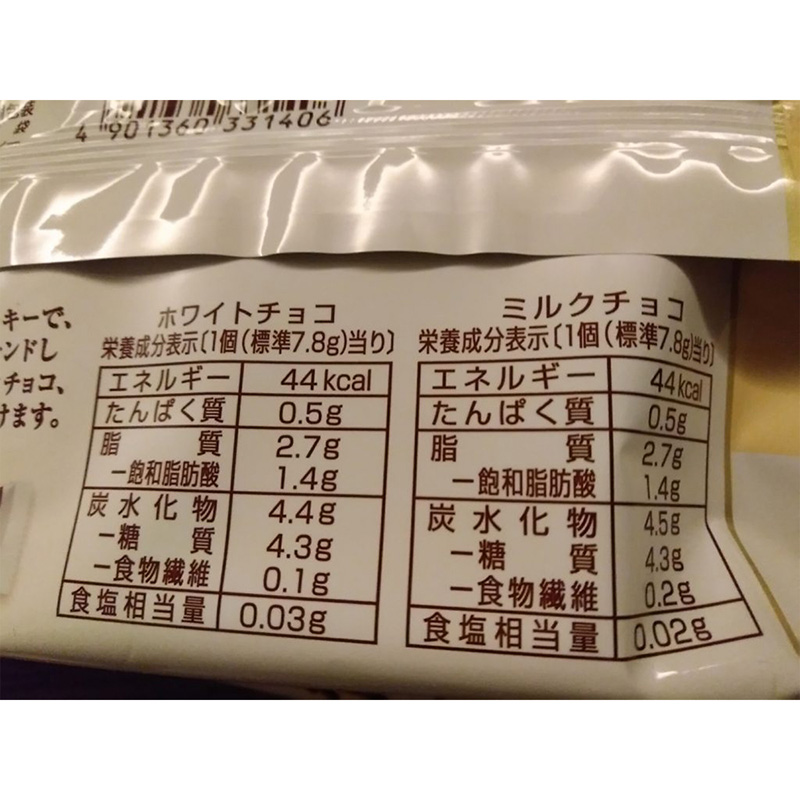 袋
4 901360 331406
キーで、
ンドし
チョコ、
けます。
ホワイトチョコ
栄養成分表示〔1個(標準7.8g)当り〕
エネルギー 44kcal
たんぱく質 0.5g
脂質 2.7g
－飽和脂肪酸 1.4g
炭水化物 4.4g
－糖質 4.3g
－食物繊維 0.1g
食塩相当量 0.03g
ミルクチョコ
栄養成分表示〔1個(標準7.8g)当り〕
エネルギー 44kcal
たんぱく質 0.5g
脂質 2.7g
－飽和脂肪酸 1.4g
炭水化物 4.5g
－糖質 4.3g
－食物繊維 0.2g
食塩相当量 0.02g